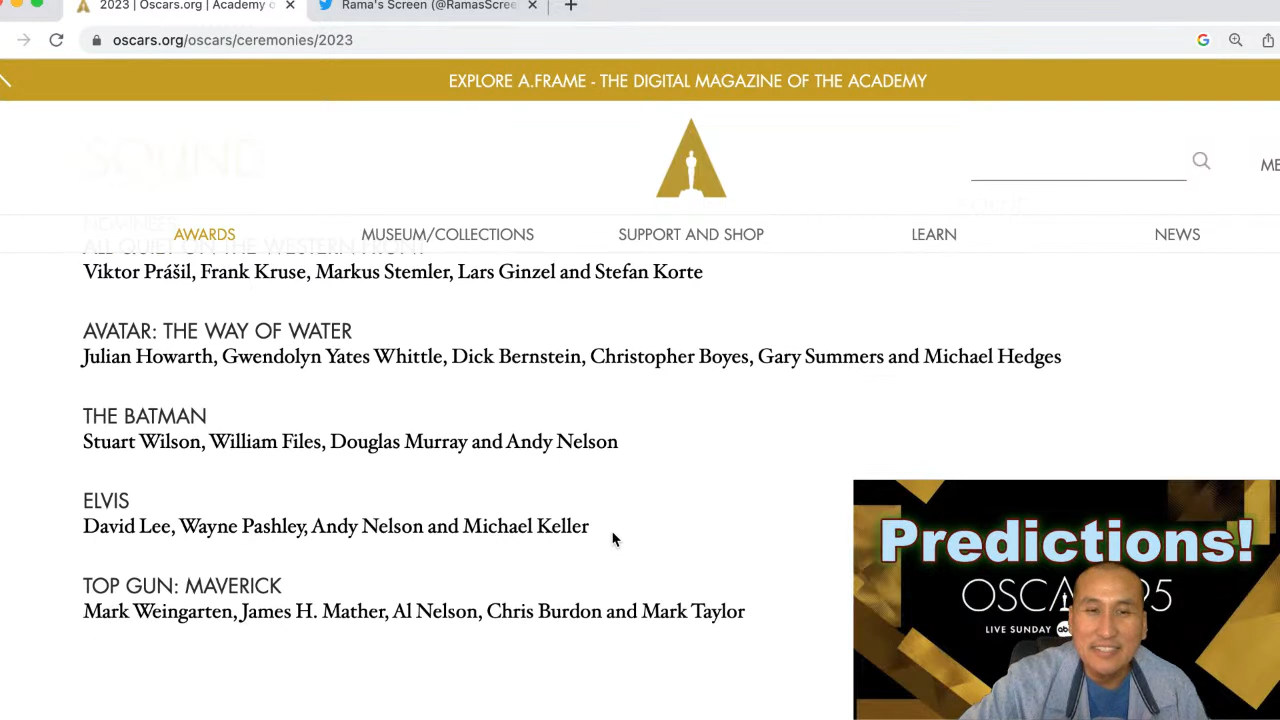 2023 | Oscars.org | Academy o
Rama's Screen (@RamasScree
oscars.org/oscars/ceremonies/2023
EXPLORE A.FRAME - THE DIGITAL MAGAZINE OF THE ACADEMY
SOUND
ME
NOMINEES
AWARDS
MUSEUM/COLLECTIONS
SUPPORT AND SHOP
LEARN
NEWS
ALL QUIET ON THE WESTERN FRONT
Viktor Prášil, Frank Kruse, Markus Stemler, Lars Ginzel and Stefan Korte
AVATAR: THE WAY OF WATER
Julian Howarth, Gwendolyn Yates Whittle, Dick Bernstein, Christopher Boyes, Gary Summers and Michael Hedges
THE BATMAN
Stuart Wilson, William Files, Douglas Murray and Andy Nelson
ELVIS
David Lee, Wayne Pashley, Andy Nelson and Michael Keller
TOP GUN: MAVERICK
Mark Weingarten, James H. Mather, Al Nelson, Chris Burdon and Mark Taylor
Predictions!
OSCA 95
LIVE SUNDAY abc